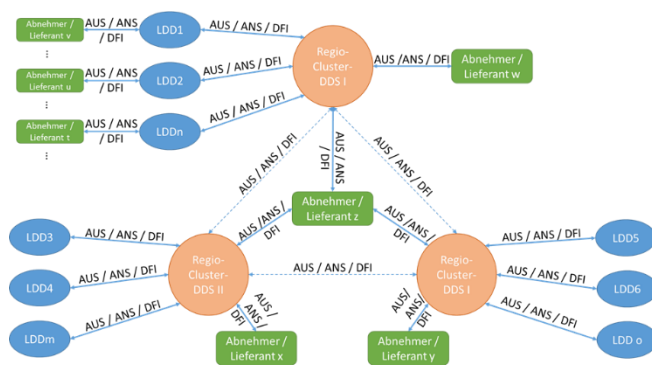 Abnehmer /
Lieferant v
AUS / ANS
/ DFI
LDD1
AUS / ANS / DFI
Regio-
Cluster-
DDS I
AUS /ANS / DFI
Abnehmer /
Lieferant w
...
Abnehmer /
Lieferant u
AUS / ANS
/ DFI
LDD2
AUS / ANS / DFI
...
Abnehmer /
Lieferant t
AUS / ANS
/ DFI
LDDn
AUS / ANS / DFI
...
AUS / ANS / DFI
AUS / ANS
/ DFI
AUS / ANS / DFI
Abnehmer /
Lieferant z
AUS /ANS /
DFI
AUS /ANS/
DFI
LDD3
AUS / ANS / DFI
Regio-
Cluster-
DDS II
AUS / ANS / DFI
Regio-
Cluster-
DDS I
AUS / ANS / DFI
LDD5
LDD4
AUS / ANS / DFI
AUS / ANS / DFI
LDD6
LDDm
AUS / ANS / DFI
AUS /
ANS /
DFI
Abnehmer /
Lieferant x
AUS/
ANS/
DFI
Abnehmer /
Lieferant y
AUS / ANS / DFI
LDD o